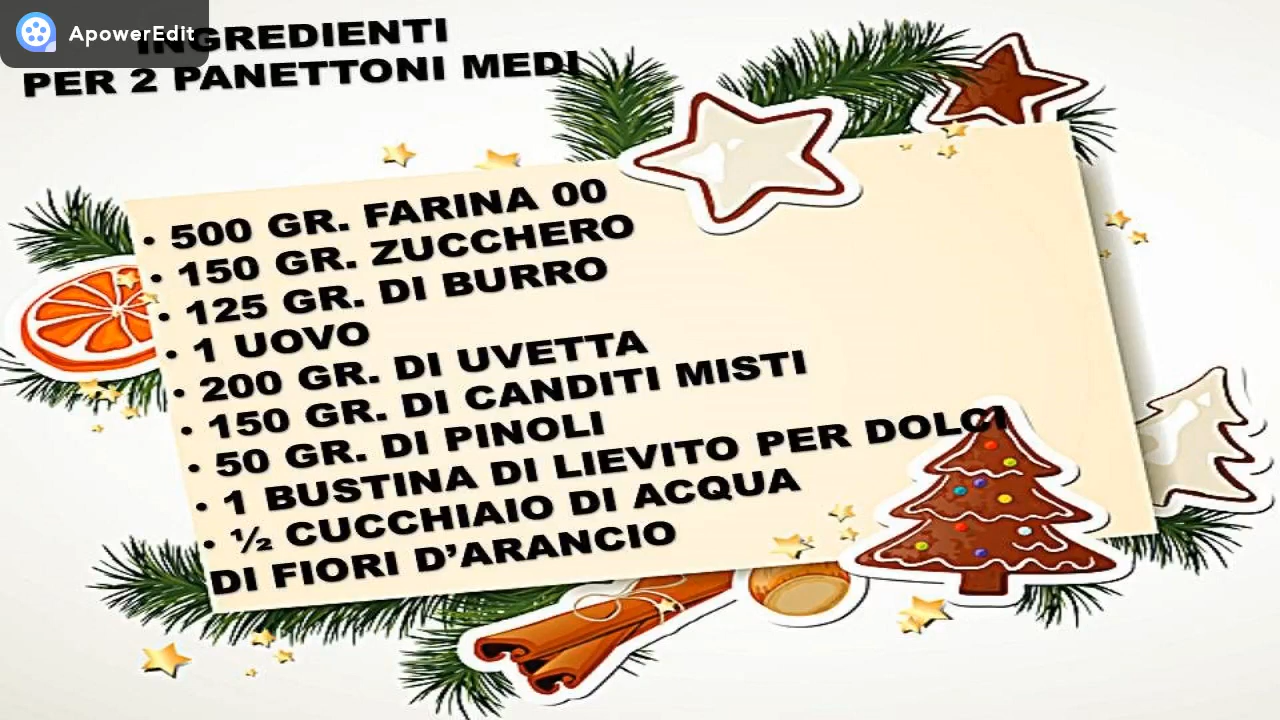 ApowerEdit
INGREDIENTI
PER 2 PANETTONI MEDI
• 500 GR. FARINA 00
• 150 GR. ZUCCHERO
• 125 GR. DI BURRO
• 1 UOVO
• 200 GR. DI UVETTA
• 150 GR. DI CANDITI MISTI
• 50 GR. DI PINOLI
• 1 BUSTINA DI LIEVITO PER DOLCI
• ½ CUCCHIAIO DI ACQUA
DI FIORI D’ARANCIO